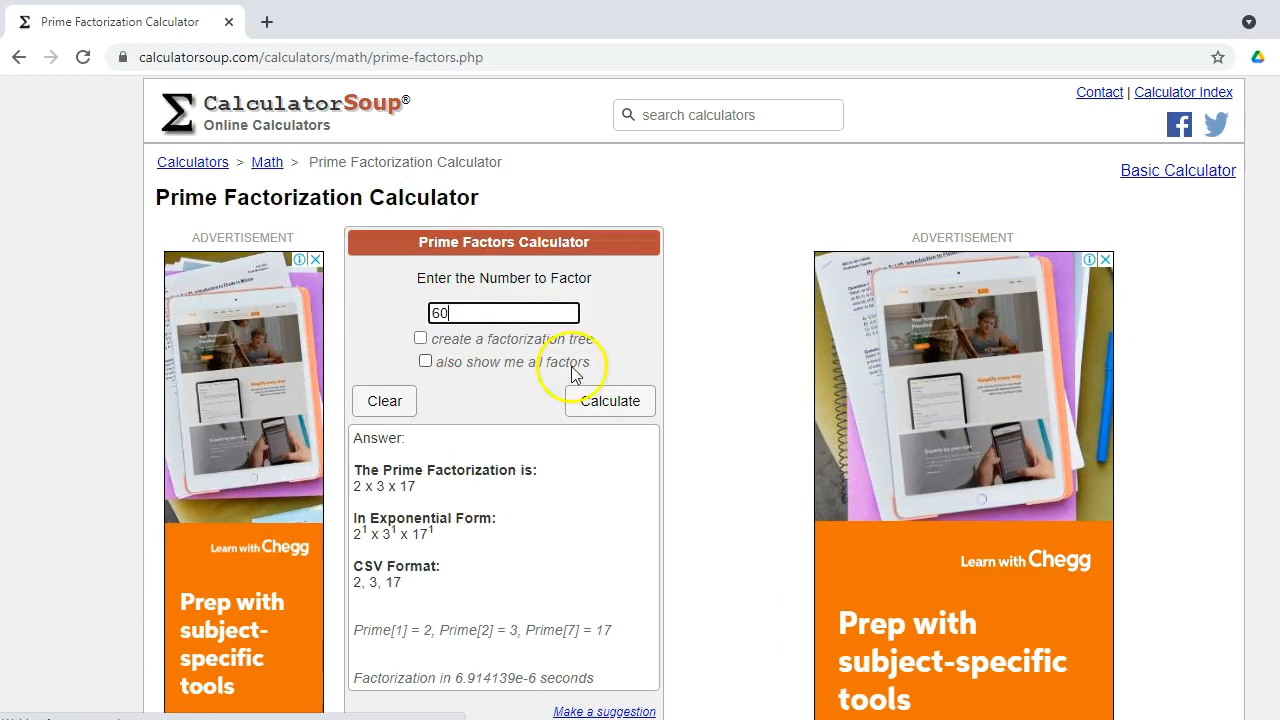 Prime Factorization Calculator
calculatorsoup.com/calculators/math/prime-factors.php
CalculatorSoup®
Online Calculators
search calculators
Contact | Calculator Index
Calculators > Math > Prime Factorization Calculator
Basic Calculator
Prime Factorization Calculator
ADVERTISEMENT
Prime Factors Calculator
Enter the Number to Factor
60
create a factorization tree
also show me all factors
Clear
Calculate
Answer:
The Prime Factorization is:
2 x 3 x 17
In Exponential Form:
2¹ x 3¹ x 17¹
CSV Format:
2, 3, 17
Prime[1] = 2, Prime[2] = 3, Prime[7] = 17
Factorization in 6.914139e-6 seconds
Make a suggestion
Learn with Chegg
Prep with
subject-
specific
tools
ADVERTISEMENT
Learn with Chegg
Prep with
subject-specific
tools